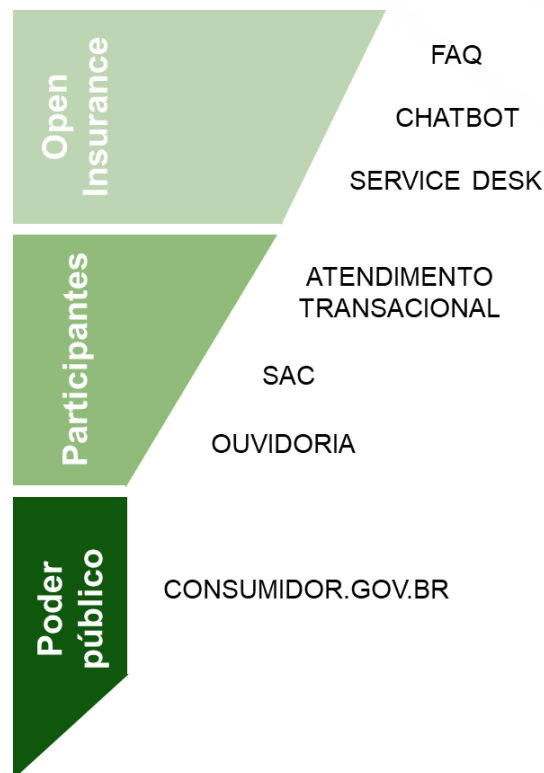 Open
Insurance
FAQ
CHATBOT
SERVICE DESK
Participantes
ATENDIMENTO
TRANSACIONAL
SAC
OUVIDORIA
Poder
público
CONSUMIDOR.GOV.BR